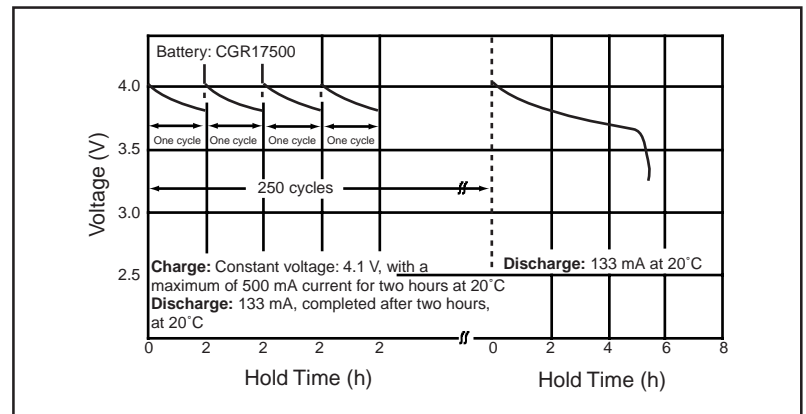 Battery: CGR17500
4.0
3.5
3.0
2.5
Voltage (V)
One cycle One cycle One cycle One cycle
250 cycles
Charge: Constant voltage: 4.1 V, with a
maximum of 500 mA current for two hours at 20˚C
Discharge: 133 mA, completed after two hours,
at 20˚C
Discharge: 133 mA at 20˚C
0 2 2 2 2 0 2 4 6 8
Hold Time (h) Hold Time (h)